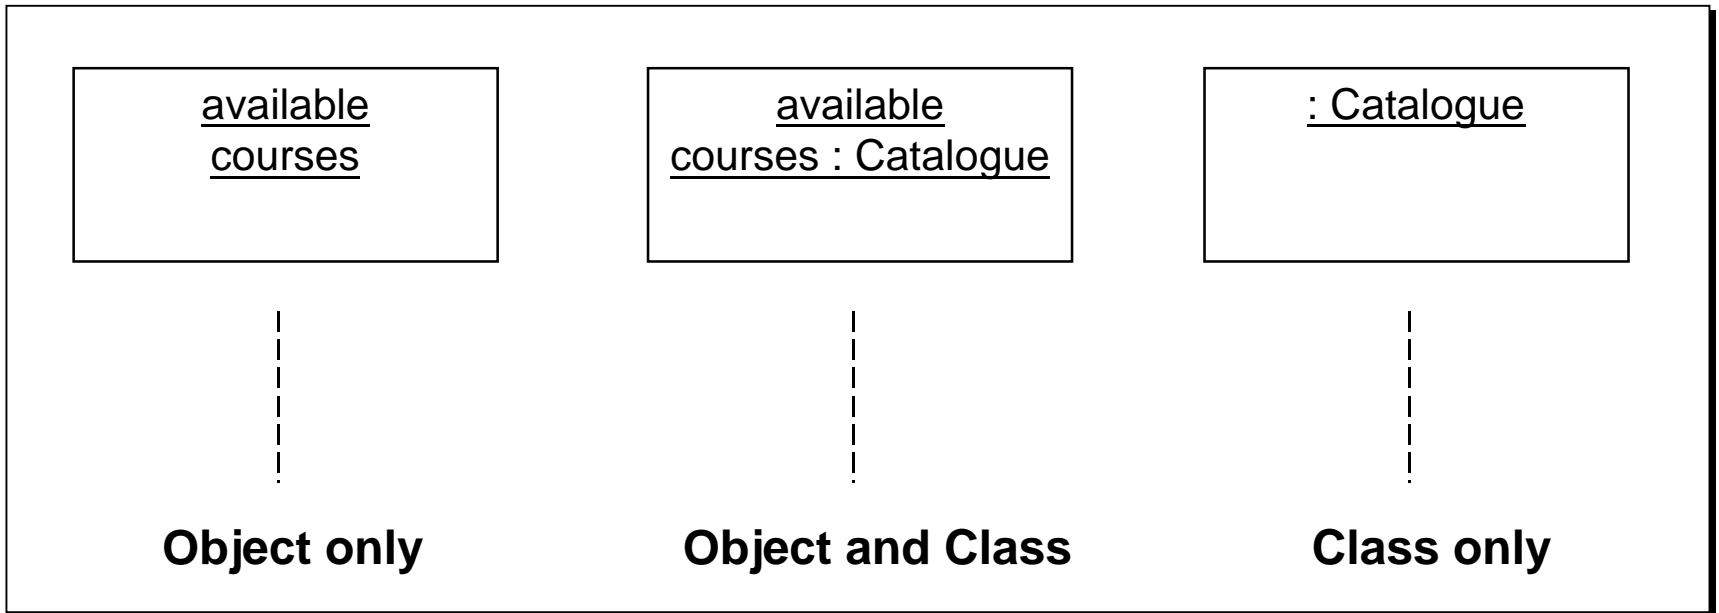 available
courses
available
courses : Catalogue
: Catalogue
Object only
Object and Class
Class only